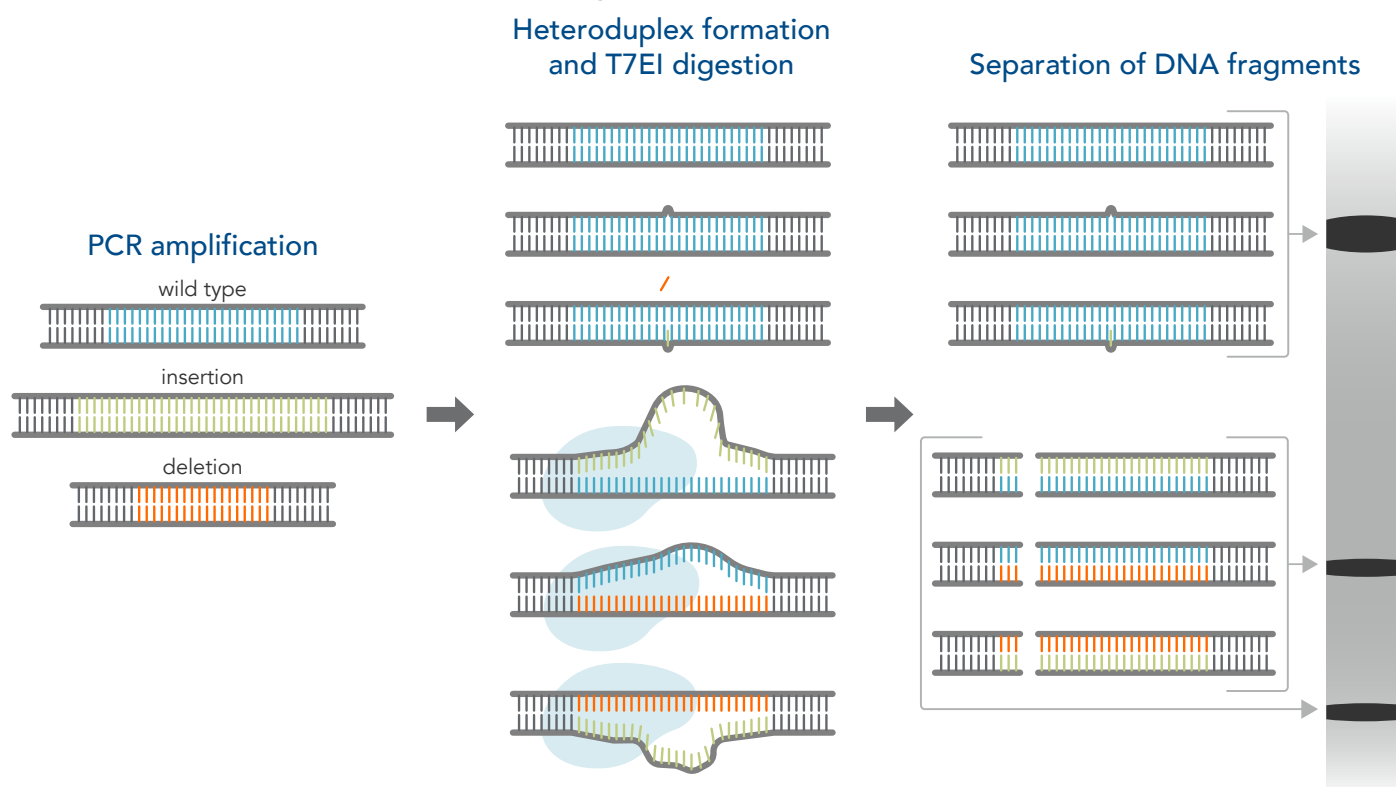 PCR amplification
wild type
insertion
deletion
Heteroduplex formation
and T7EI digestion
Separation of DNA fragments